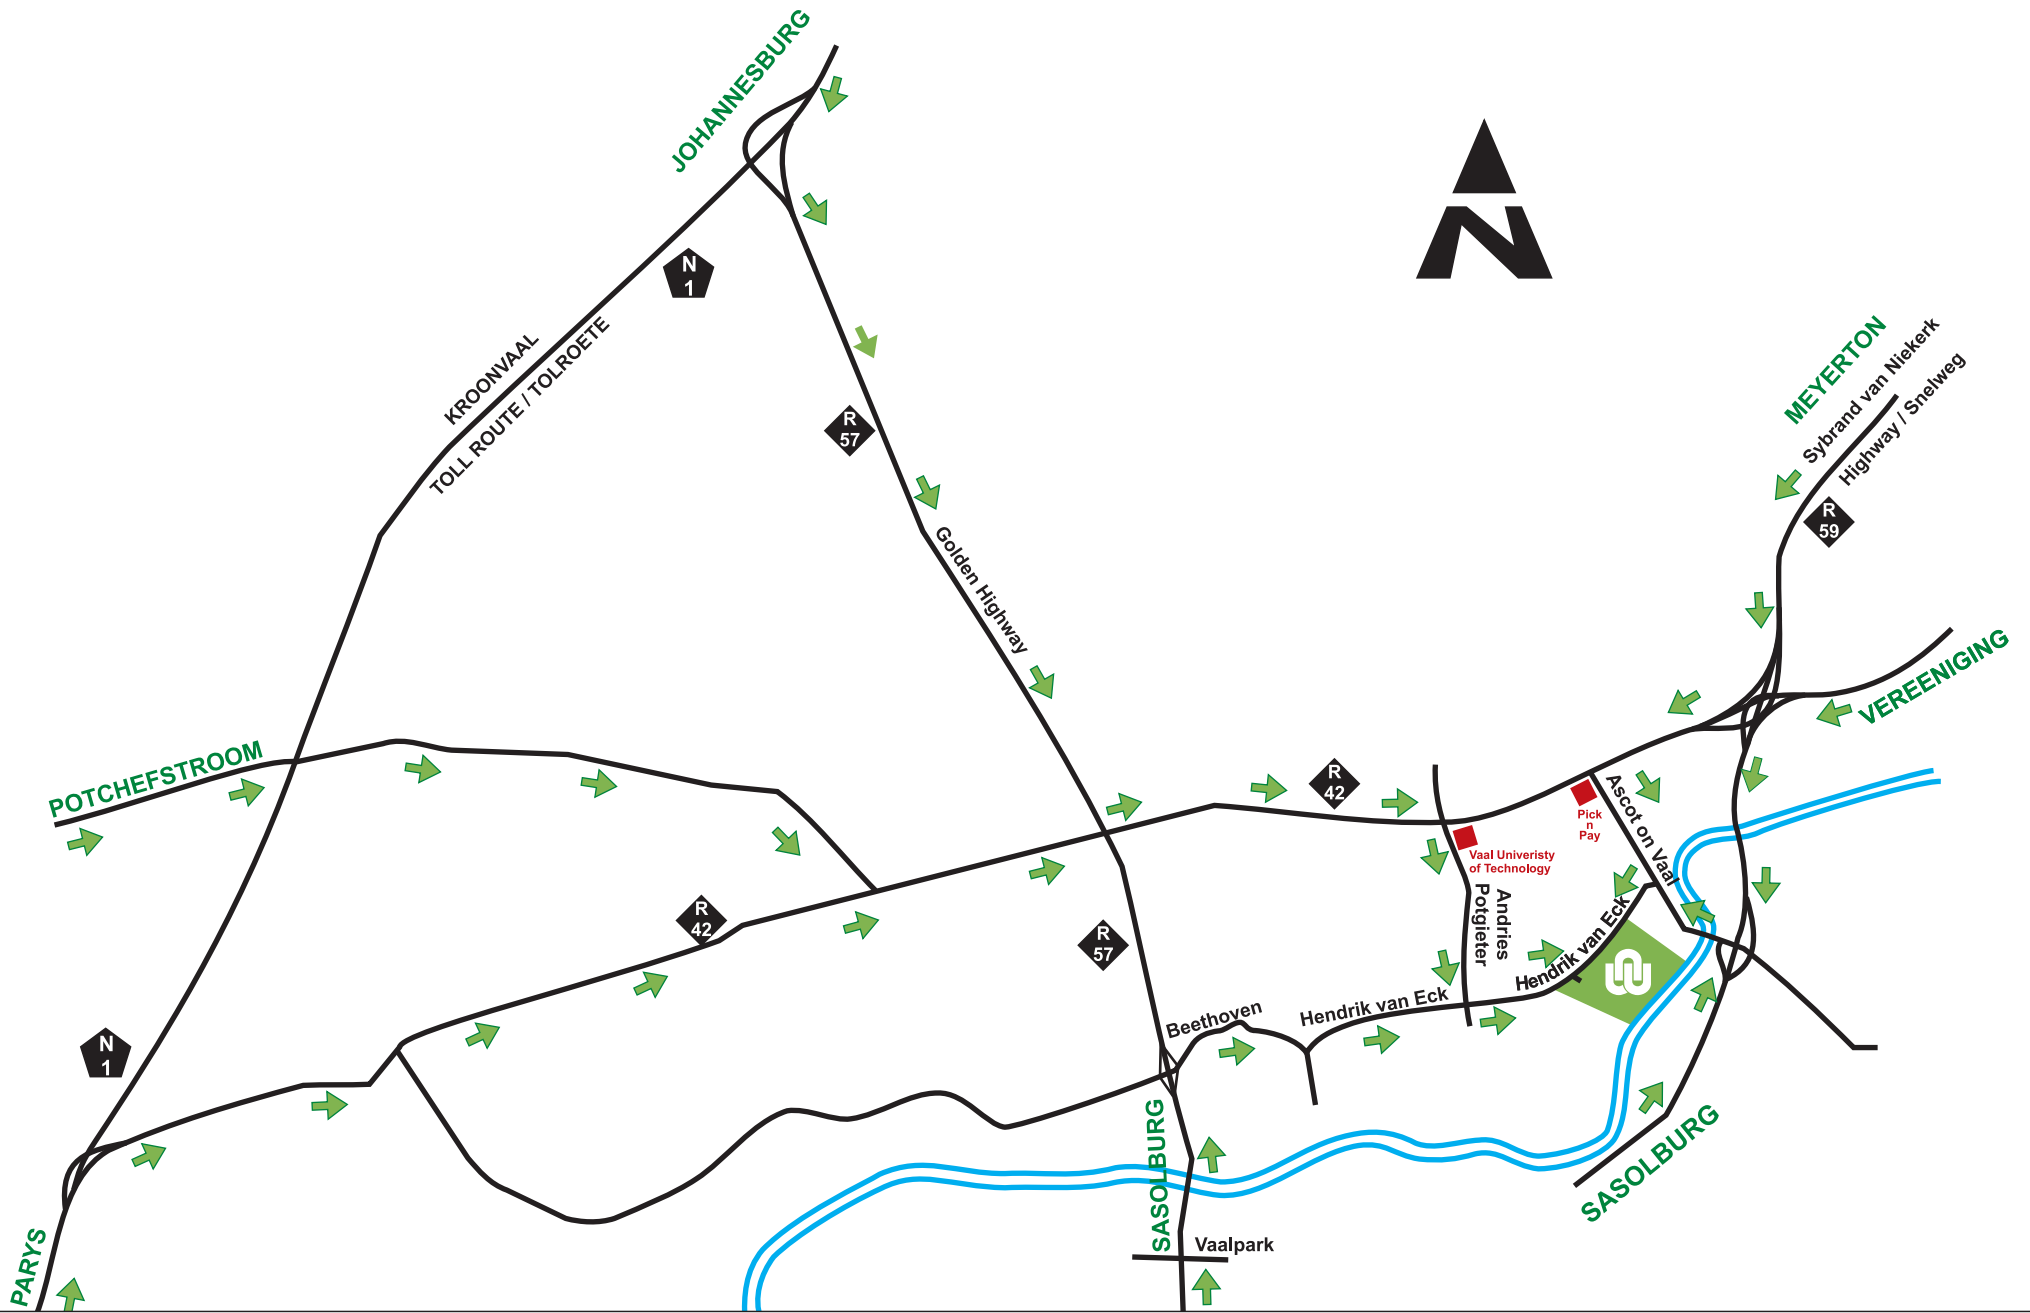 JOHANNESBURG
N
1
KROONVAAL
TOLL ROUTE / TOLROETE
R
57
Golden Highway
MEYERTON
Sybrand van Niekerk
Highway / Snelweg
R
59
VEREENIGING
POTCHEFSTROOM
R
42
Ascot on Vaal
Pick
n
Pay
Vaal Univeristy
of Technology
Andries
Potgieter
R
42
R
57
Hendrik van Eck
Hendrik van Eck
Beethoven
N
1
SASOLBURG
SASOLBURG
Vaalpark
PARYS
N